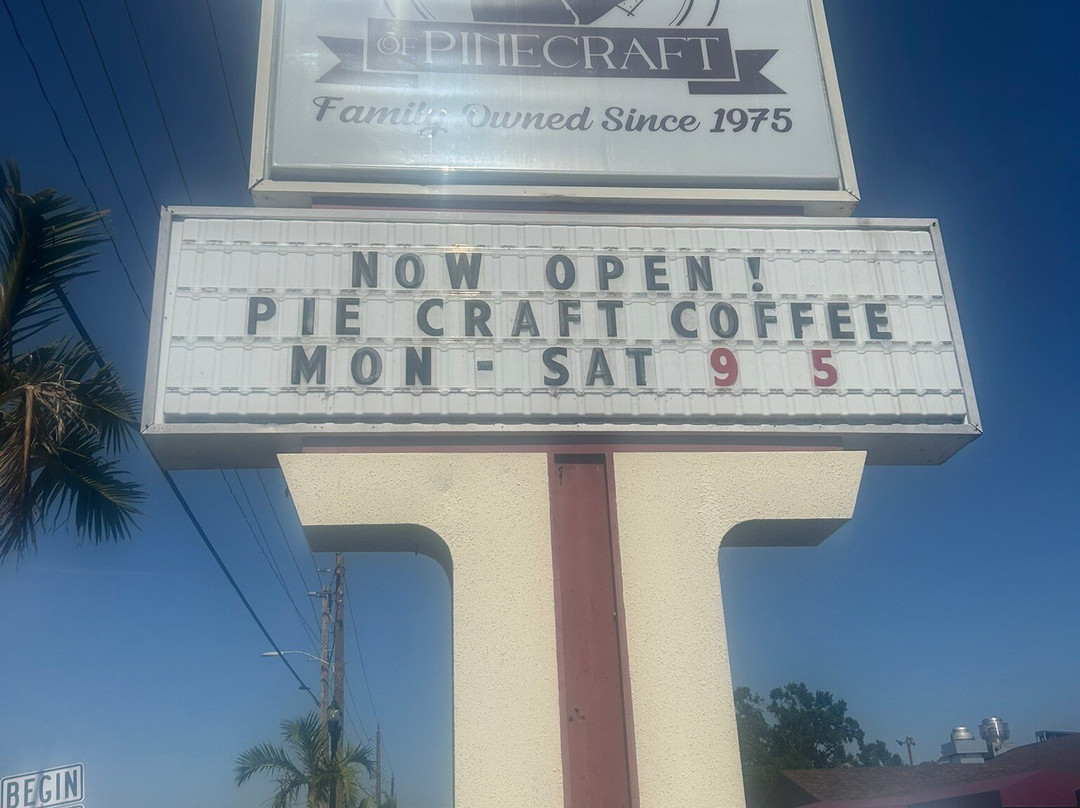 OF PINECRAFT
Family Owned Since 1975
NOW OPEN!
PIE CRAFT COFFEE
MON - SAT 9 5
BEGIN